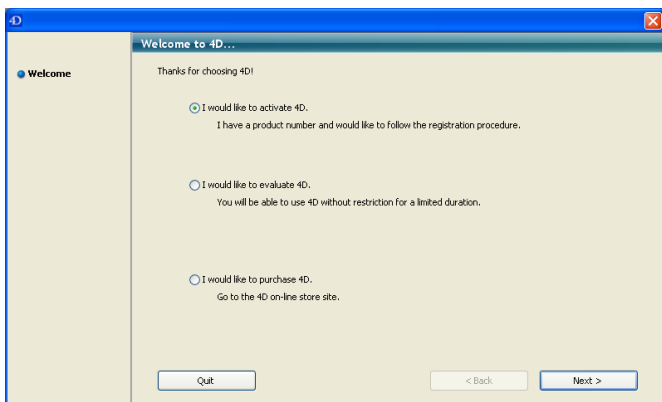 4D
Welcome to 4D...
Welcome
Thanks for choosing 4D!
I would like to activate 4D.
I have a product number and would like to follow the registration procedure.
I would like to evaluate 4D.
You will be able to use 4D without restriction for a limited duration.
I would like to purchase 4D.
Go to the 4D on-line store site.
Quit
< Back
Next >